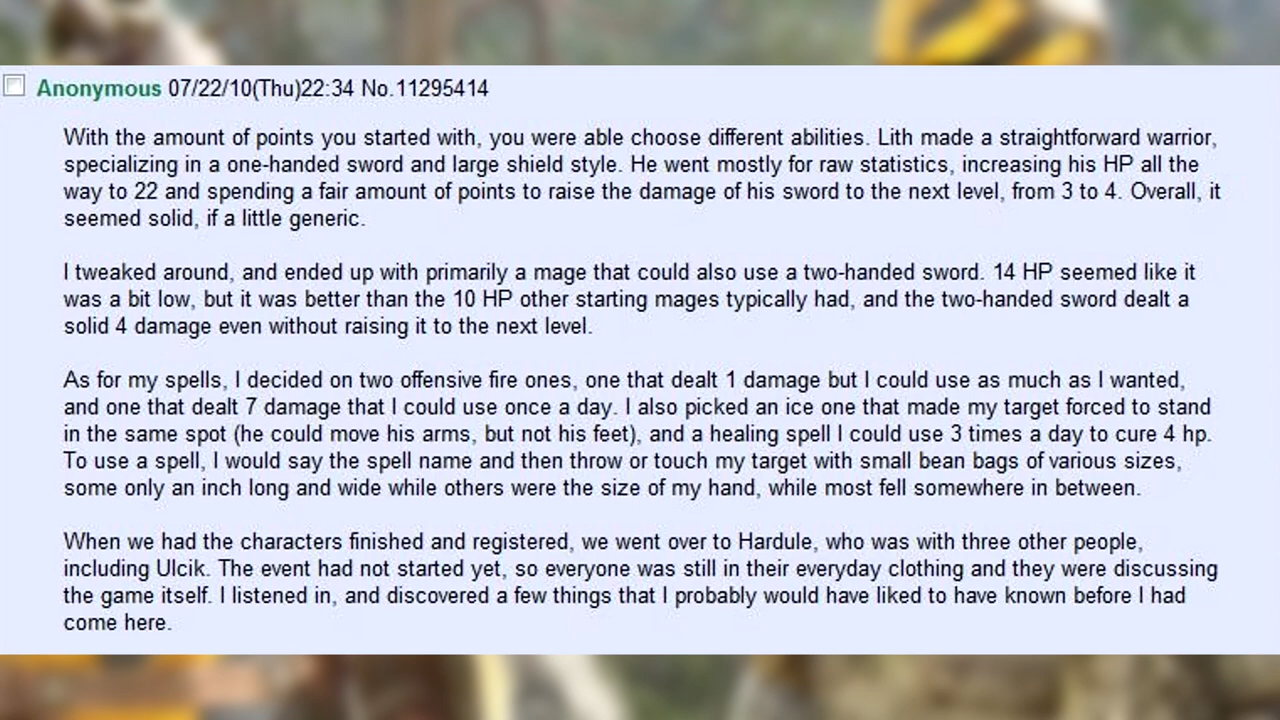 Anonymous 07/22/10(Thu)22:34 No.11295414
With the amount of points you started with, you were able choose different abilities. Lith made a straightforward warrior,
specializing in a one-handed sword and large shield style. He went mostly for raw statistics, increasing his HP all the
way to 22 and spending a fair amount of points to raise the damage of his sword to the next level, from 3 to 4. Overall, it
seemed solid, if a little generic.
I tweaked around, and ended up with primarily a mage that could also use a two-handed sword. 14 HP seemed like it
was a bit low, but it was better than the 10 HP other starting mages typically had, and the two-handed sword dealt a
solid 4 damage even without raising it to the next level.
As for my spells, I decided on two offensive fire ones, one that dealt 1 damage but I could use as much as I wanted,
and one that dealt 7 damage that I could use once a day. I also picked an ice one that made my target forced to stand
in the same spot (he could move his arms, but not his feet), and a healing spell I could use 3 times a day to cure 4 hp.
To use a spell, I would say the spell name and then throw or touch my target with small bean bags of various sizes,
some only an inch long and wide while others were the size of my hand, while most fell somewhere in between.
When we had the characters finished and registered, we went over to Hardule, who was with three other people,
including Ulcik. The event had not started yet, so everyone was still in their everyday clothing and they were discussing
the game itself. I listened in, and discovered a few things that I probably would have liked to have known before I had
come here.